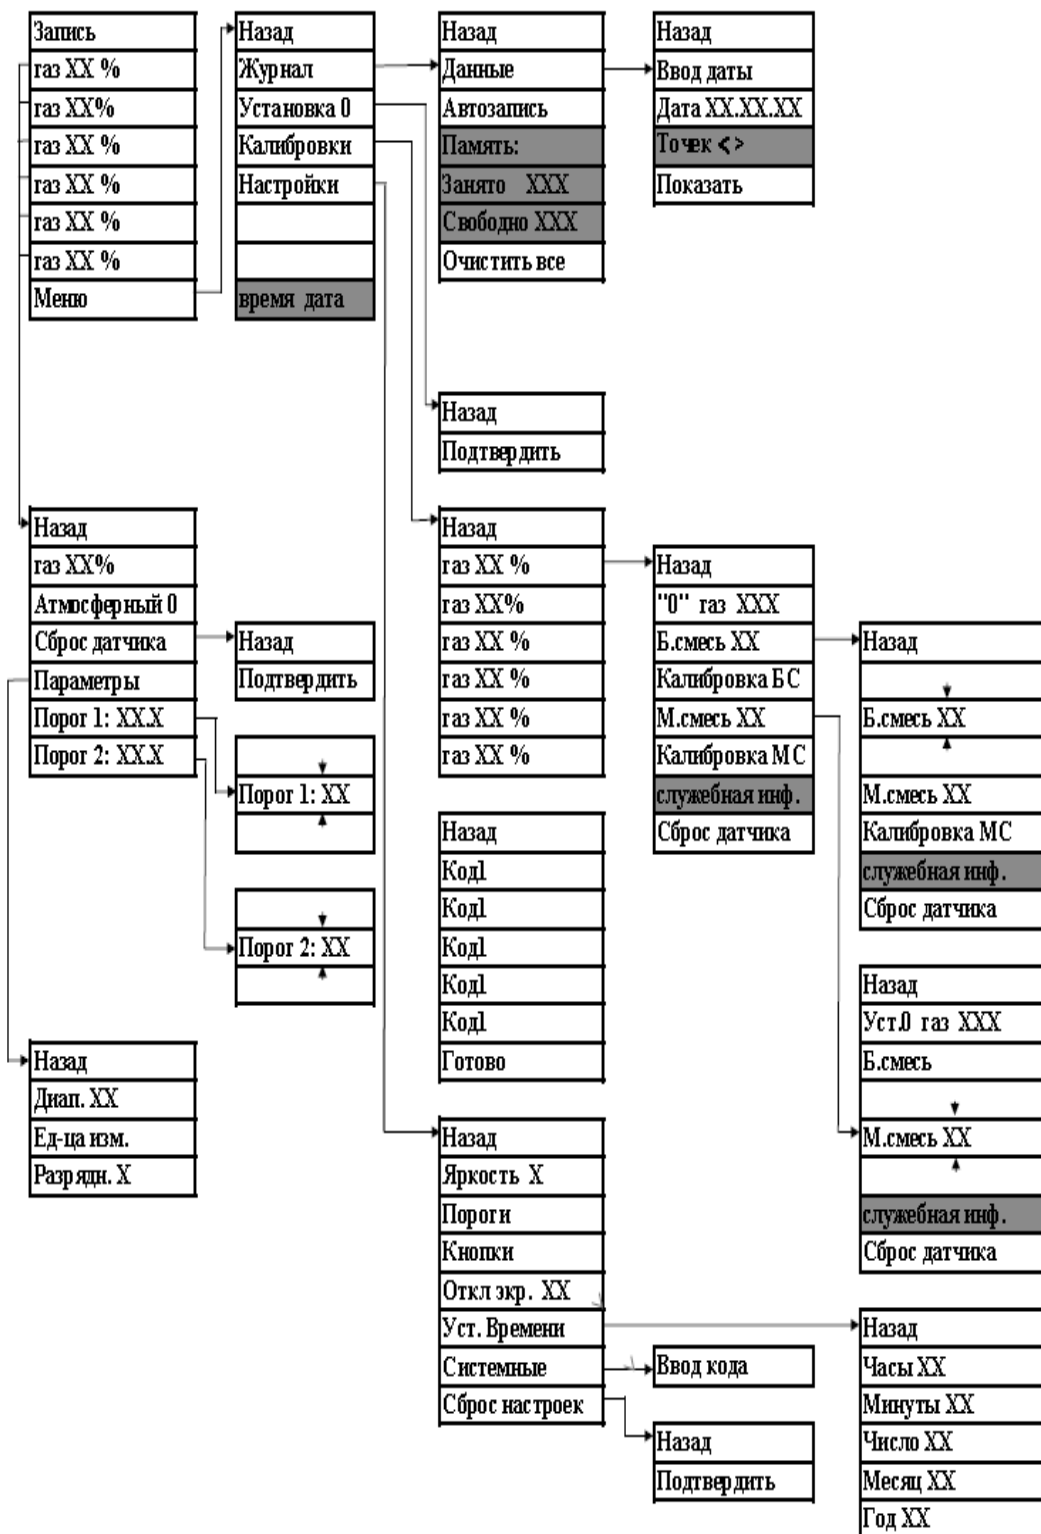 Запись
газ XX %
газ XX%
газ XX %
газ XX %
газ XX %
газ XX %
Меню
Назад
Журнал
Установка 0
Калибровки
Настройки
время дата
Назад
Данные
Автозапись
Память:
Занято XXX
Свободно XXX
Очистить все
Назад
Ввод даты
Дата XX.XX.XX
Точек < >
Показать
Назад
Подтвердить
Назад
газ XX%
Атмосферный 0
Сброс датчика
Параметры
Порог 1: XX.X
Порог 2: XX.X
Назад
Подтвердить
Порог 1: XX
Порог 2: XX
Назад
Диап. XX
Ед-ца изм.
Разрядн. X
Назад
газ XX %
газ XX%
газ XX %
газ XX %
газ XX %
газ XX %
Назад
"0" газ XXX
Б.смесь XX
Калибровка БС
М.смесь XX
Калибровка МС
служебная инф.
Сброс датчика
Назад
Б.смесь XX
М.смесь XX
Калибровка МС
служебная инф.
Сброс датчика
Назад
Код1
Код1
Код1
Код1
Код1
Готово
Назад
Уст.0 газ XXX
Б.смесь
М.смесь XX
служебная инф.
Сброс датчика
Назад
Яркость X
Пороги
Кнопки
Откл экр. XX
Уст. Времени
Системные
Сброс настроек
Ввод кода
Назад
Подтвердить
Назад
Часы XX
Минуты XX
Число XX
Месяц XX
Год XX